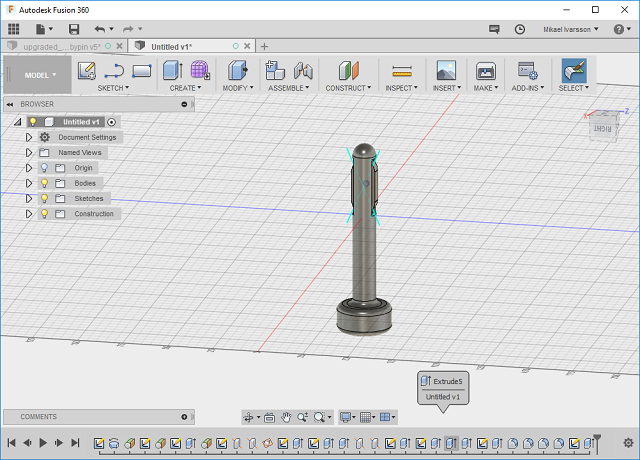 Autodesk Fusion 360
upgraded_...bypin v5*
Untitled v1*
Mikael Ivarsson
MODEL
SKETCH
CREATE
MODIFY
ASSEMBLE
CONSTRUCT
INSPECT
INSERT
MAKE
ADD-INS
SELECT
BROWSER
Untitled v1
Document Settings
Named Views
Origin
Bodies
Sketches
Construction
Z
RIGHT
Extrude5
Untitled v1
COMMENTS